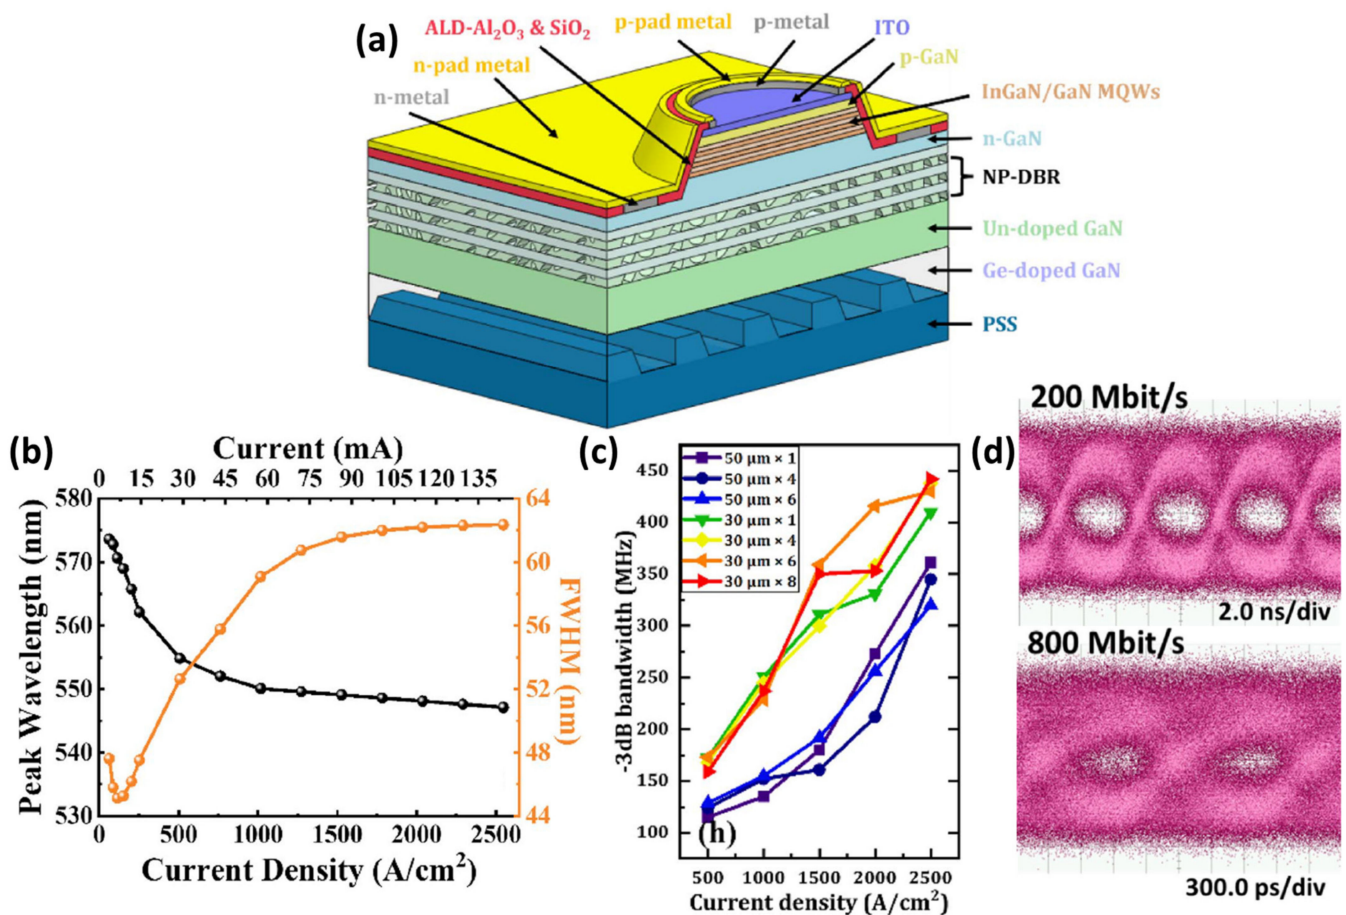 (a)
ALD-Al₂O₃ & SiO₂
p-pad metal
p-metal
ITO
n-pad metal
p-GaN
n-metal
InGaN/GaN MQWs
n-GaN
NP-DBR
Un-doped GaN
Ge-doped GaN
PSS
(b)
Current (mA)
0 15 29 45 58 75 90 105 119 135
580
570
560
550
540
530
Peak Wavelength (nm)
64
60
56
52
48
44
FWHM (nm)
0 500 1000 1500 2000 2500
Current Density (A/cm²)
(c)
450
400
350
300
250
200
150
100
-3dB bandwidth (MHz)
50 μm × 1
50 μm × 4
50 μm × 6
30 μm × 1
30 μm × 4
30 μm × 6
30 μm × 8
(h)
500 1000 1500 2000 2500
Current density (A/cm²)
(d)
200 Mbit/s
2.0 ns/div
800 Mbit/s
300.0 ps/div